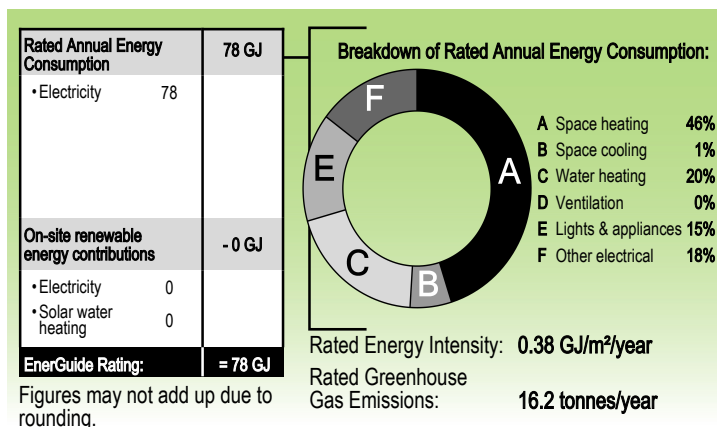 Rated Annual Energy Consumption 78 GJ
• Electricity 78
On-site renewable energy contributions - 0 GJ
• Electricity 0
• Solar water heating 0
EnerGuide Rating: = 78 GJ
Figures may not add up due to
rounding.
Breakdown of Rated Annual Energy Consumption:
A
B
C
E
F
A Space heating 46%
B Space cooling 1%
C Water heating 20%
D Ventilation 0%
E Lights & appliances 15%
F Other electrical 18%
Rated Energy Intensity: 0.38 GJ/m²/year
Rated Greenhouse
Gas Emissions: 16.2 tonnes/year